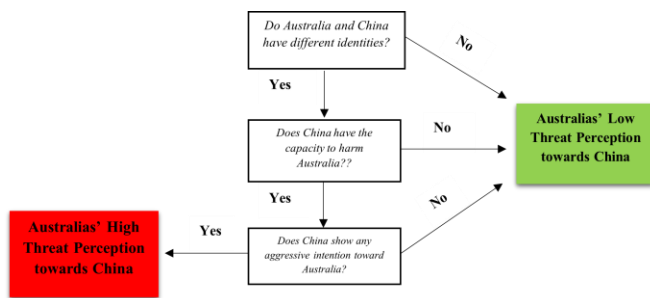 Do Australia and China
have different identities?
No
Yes
Does China have the
capacity to harm
Australia??
No
Australias' Low
Threat Perception
towards China
Yes
No
Australias' High
Threat Perception
towards China
Yes
Does China show any
aggressive intention toward
Australia?